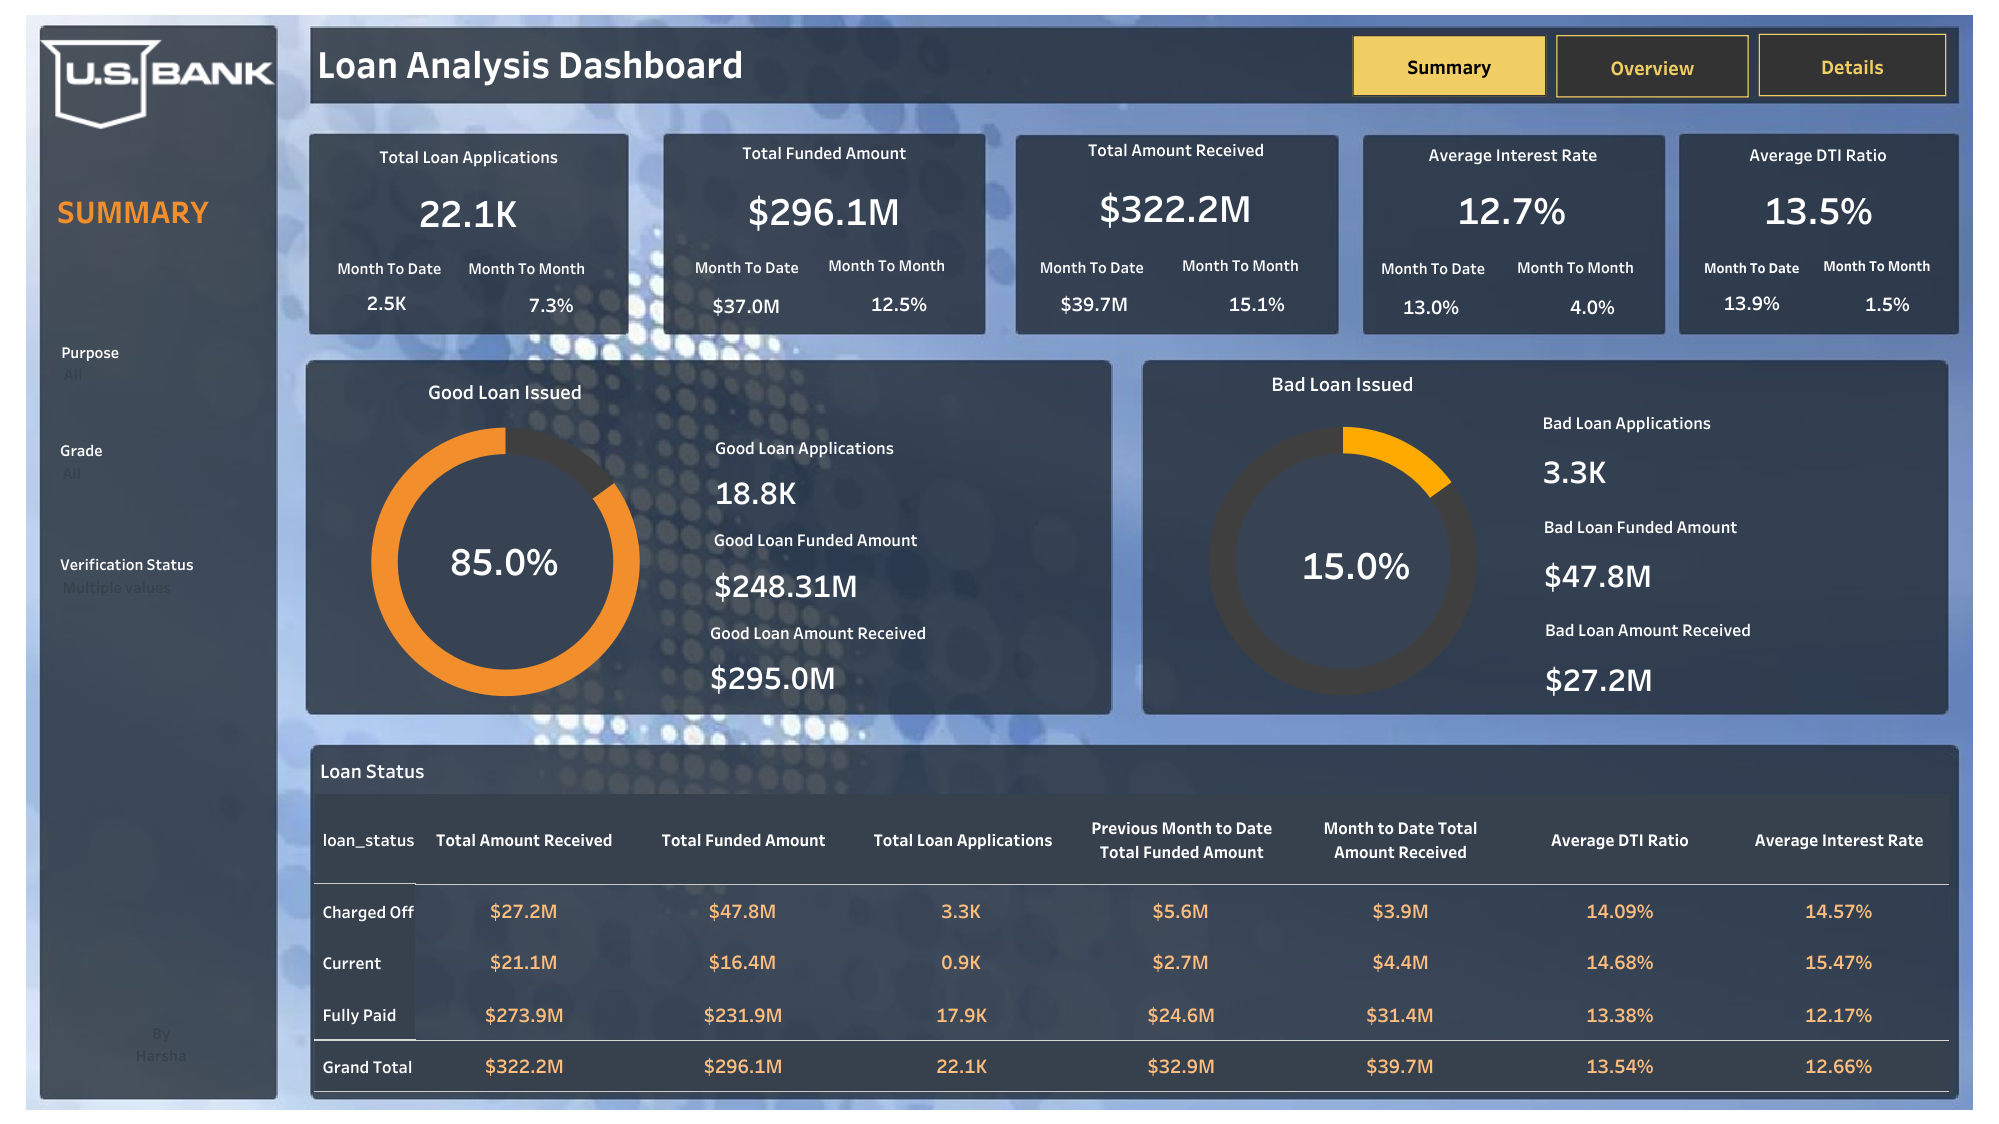 U.S. BANK
Loan Analysis Dashboard
Summary
Overview
Details
SUMMARY
Purpose
All
Grade
All
Verification Status
Multiple values
By
Harsha
Total Loan Applications
22.1K
Month To Date Month To Month
2.5K 7.3%
Total Funded Amount
$296.1M
Month To Date Month To Month
$37.0M 12.5%
Total Amount Received
$322.2M
Month To Date Month To Month
$39.7M 15.1%
Average Interest Rate
12.7%
Month To Date Month To Month
13.0% 4.0%
Average DTI Ratio
13.5%
Month To Date Month To Month
13.9% 1.5%
Good Loan Issued
85.0%
Good Loan Applications
18.8K
Good Loan Funded Amount
$248.31M
Good Loan Amount Received
$295.0M
Bad Loan Issued
15.0%
Bad Loan Applications
3.3K
Bad Loan Funded Amount
$47.8M
Bad Loan Amount Received
$27.2M
Loan Status
loan_status Total Amount Received Total Funded Amount Total Loan Applications Previous Month to Date Total Funded Amount Month to Date Total Amount Received Average DTI Ratio Average Interest Rate
Charged Off $27.2M $47.8M 3.3K $5.6M $3.9M 14.09% 14.57%
Current $21.1M $16.4M 0.9K $2.7M $4.4M 14.68% 15.47%
Fully Paid $273.9M $231.9M 17.9K $24.6M $31.4M 13.38% 12.17%
Grand Total $322.2M $296.1M 22.1K $32.9M $39.7M 13.54% 12.66%